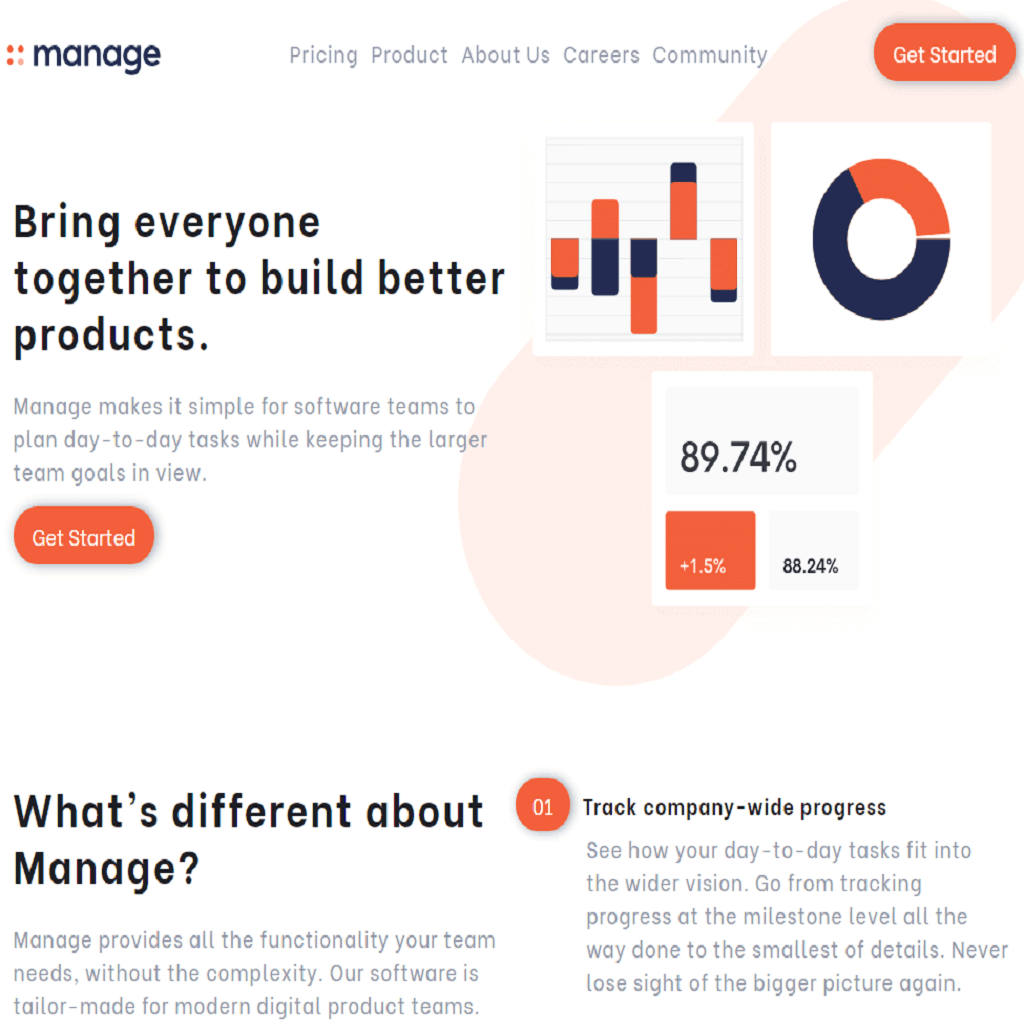 manage
Pricing Product About Us Careers Community
Get Started
Bring everyone
together to build better
products.
Manage makes it simple for software teams to
plan day-to-day tasks while keeping the larger
team goals in view.
Get Started
89.74%
+1.5%
88.24%
What’s different about
Manage?
Manage provides all the functionality your team
needs, without the complexity. Our software is
tailor-made for modern digital product teams.
01
Track company-wide progress
See how your day-to-day tasks fit into
the wider vision. Go from tracking
progress at the milestone level all the
way done to the smallest of details. Never
lose sight of the bigger picture again.